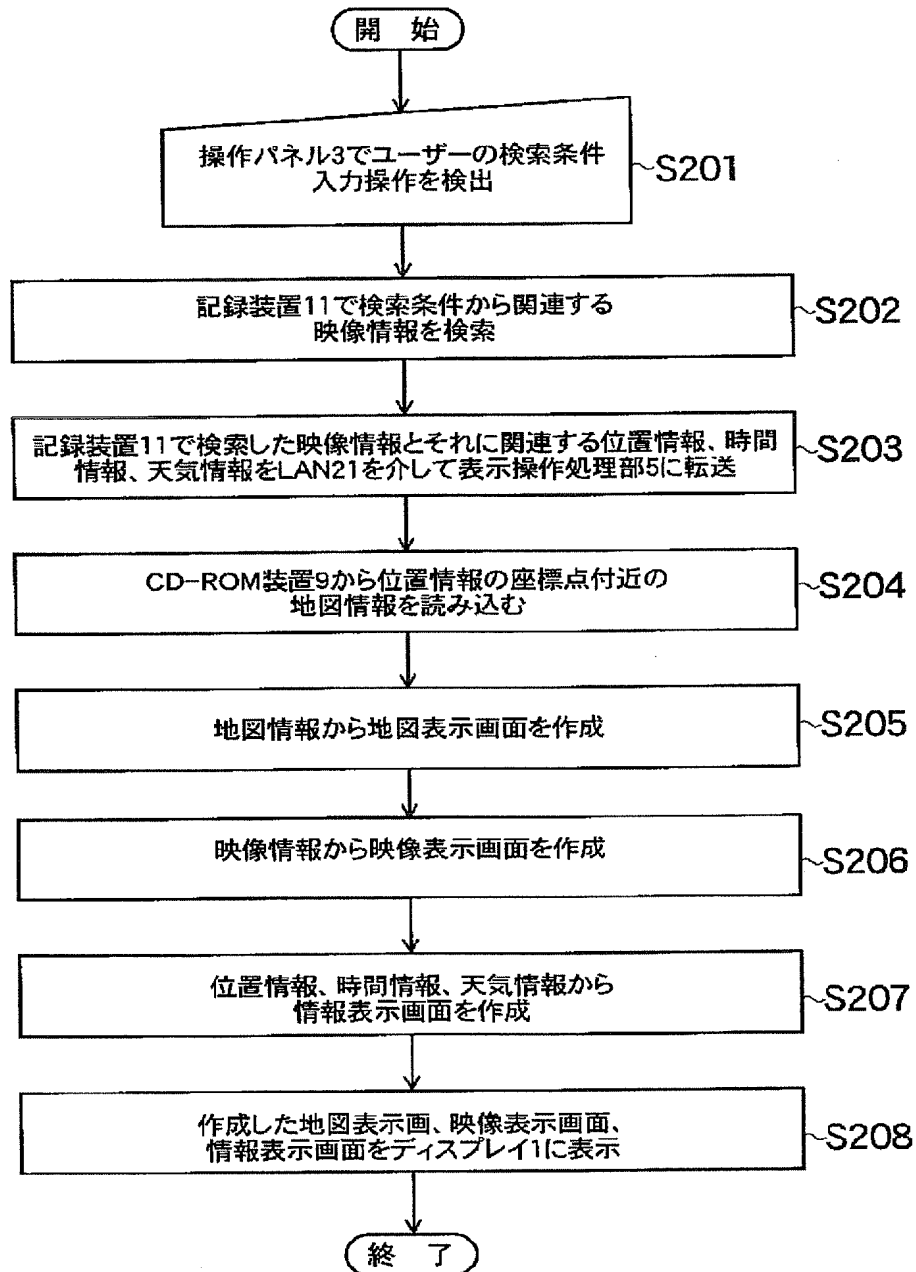 開 始
操作パネル3でユーザーの検索条件
入力操作を検出
S201
記録装置11で検索条件から関連する
映像情報を検索
S202
記録装置11で検索した映像情報とそれに関連する位置情報、時間
情報、天気情報をLAN21を介して表示操作処理部5に転送
S203
CD-ROM装置9から位置情報の座標点付近の
地図情報を読み込む
S204
地図情報から地図表示画面を作成
S205
映像情報から映像表示画面を作成
S206
位置情報、時間情報、天気情報から
情報表示画面を作成
S207
作成した地図表示画、映像表示画面、
情報表示画面をディスプレイ1に表示
S208
終 了